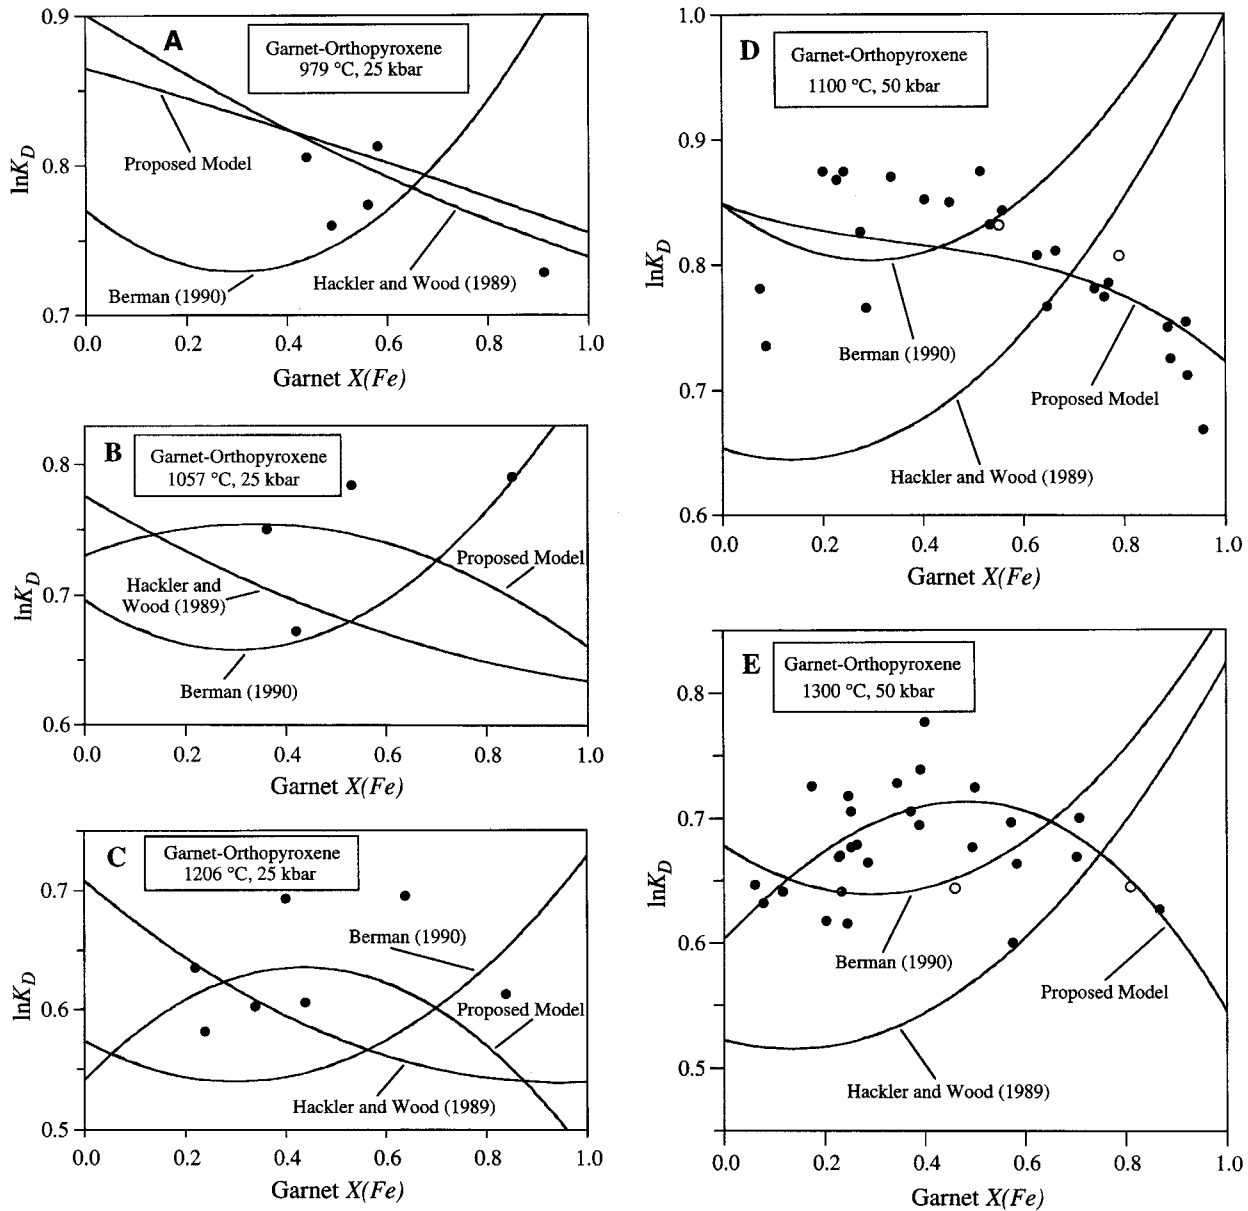 A
Garnet-Orthopyroxene
979 °C, 25 kbar
0.9
0.8
0.7
lnKD
Proposed Model
Berman (1990)
Hackler and Wood (1989)
0.0 0.2 0.4 0.6 0.8 1.0
Garnet X(Fe)
B
Garnet-Orthopyroxene
1057 °C, 25 kbar
0.8
0.7
0.6
lnKD
Proposed Model
Hackler and
Wood (1989)
Berman (1990)
0.0 0.2 0.4 0.6 0.8 1.0
Garnet X(Fe)
C
Garnet-Orthopyroxene
1206 °C, 25 kbar
0.7
0.6
0.5
lnKD
Berman (1990)
Proposed Model
Hackler and Wood (1989)
0.0 0.2 0.4 0.6 0.8 1.0
Garnet X(Fe)
D
Garnet-Orthopyroxene
1100 °C, 50 kbar
1.0
0.9
0.8
0.7
0.6
lnKD
Berman (1990)
Proposed Model
Hackler and Wood (1989)
0.0 0.2 0.4 0.6 0.8 1.0
Garnet X(Fe)
E
Garnet-Orthopyroxene
1300 °C, 50 kbar
0.8
0.7
0.6
0.5
lnKD
Berman (1990)
Proposed Model
Hackler and Wood (1989)
0.0 0.2 0.4 0.6 0.8 1.0
Garnet X(Fe)